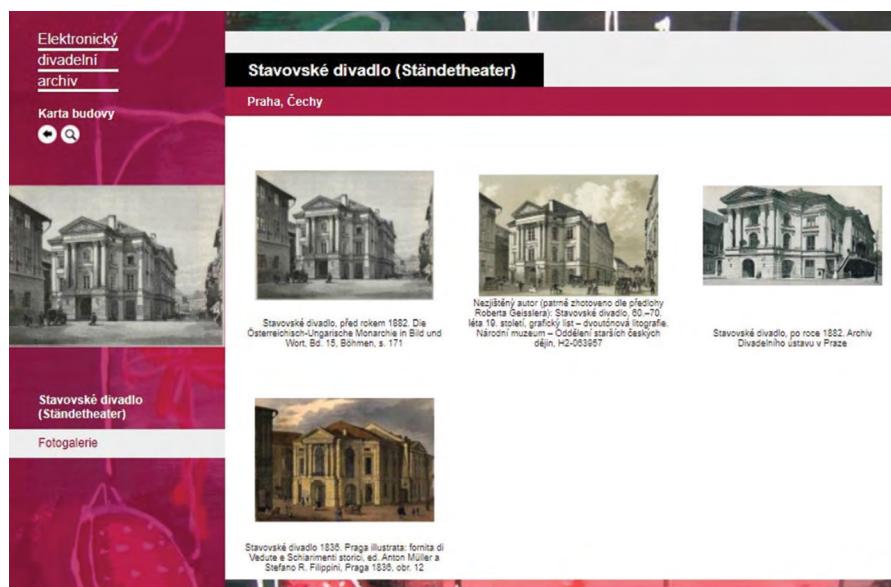 Elektronický
divadelní
archiv
Karta budovy
Stavovské divadlo (Ständetheater)
Praha, Čechy
Stavovské divadlo, před rokem 1882. Die
Österreichisch-Ungarische Monarchie in Bild und
Wort, Bd. 15, Böhmen, s. 171
Nezjištěný autor (patrně zhotoveno dle předlohy
Roberta Geisslera): Stavovské divadlo, 60.–70.
léta 19. století, grafický list – dvoutónová litografie.
Národní muzeum – Oddělení starších českých
dějin, H2-063957
Stavovské divadlo, po roce 1882. Archiv
Divadelního ústavu v Praze
Stavovské divadlo
(Ständetheater)
Fotogalerie
Stavovské divadlo 1836. Praga illustrata: fornita di
Vedute e Schiarimenti storici, ed. Anton Müller a
Stefano R. Filippini, Praga 1836, obr. 12